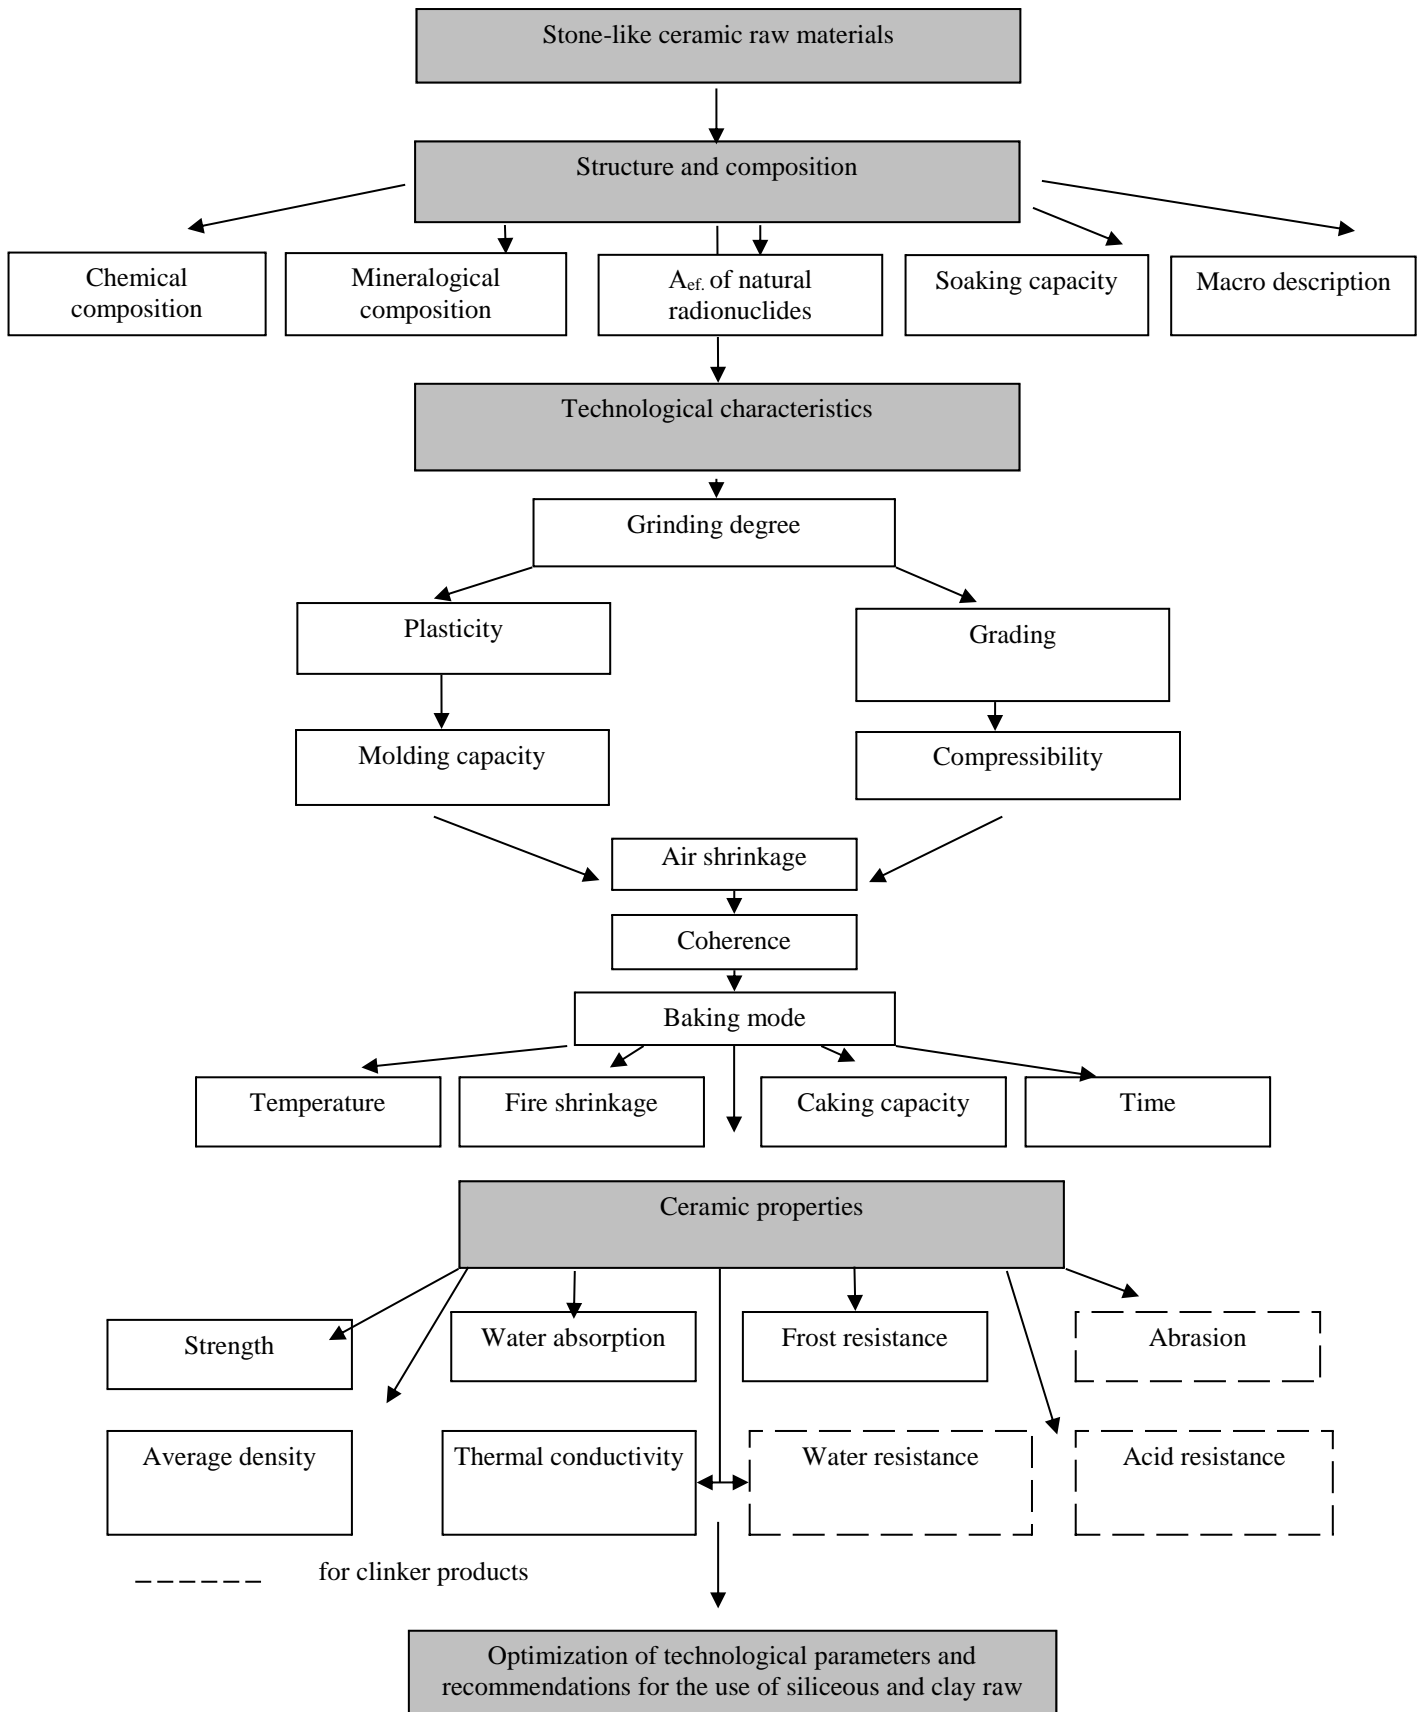 Stone-like ceramic raw materials
Structure and composition
Chemical
composition
Mineralogical
composition
Aef. of natural
radionuclides
Soaking capacity
Macro description
Technological characteristics
Grinding degree
Plasticity
Grading
Molding capacity
Compressibility
Air shrinkage
Coherence
Baking mode
Temperature
Fire shrinkage
Caking capacity
Time
Ceramic properties
Strength
Water absorption
Frost resistance
Abrasion
Average density
Thermal conductivity
Water resistance
Acid resistance
for clinker products
Optimization of technological parameters and
recommendations for the use of siliceous and clay raw